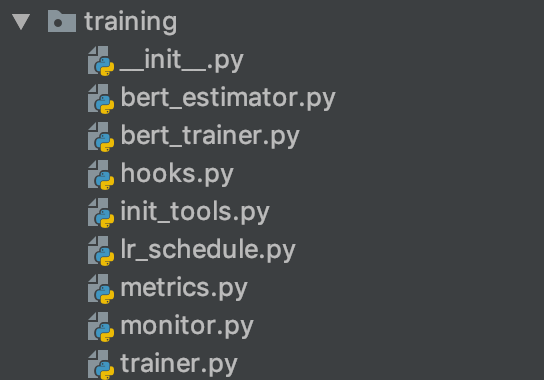 training
__init__.py
bert_estimator.py
bert_trainer.py
hooks.py
init_tools.py
lr_schedule.py
metrics.py
monitor.py
trainer.py